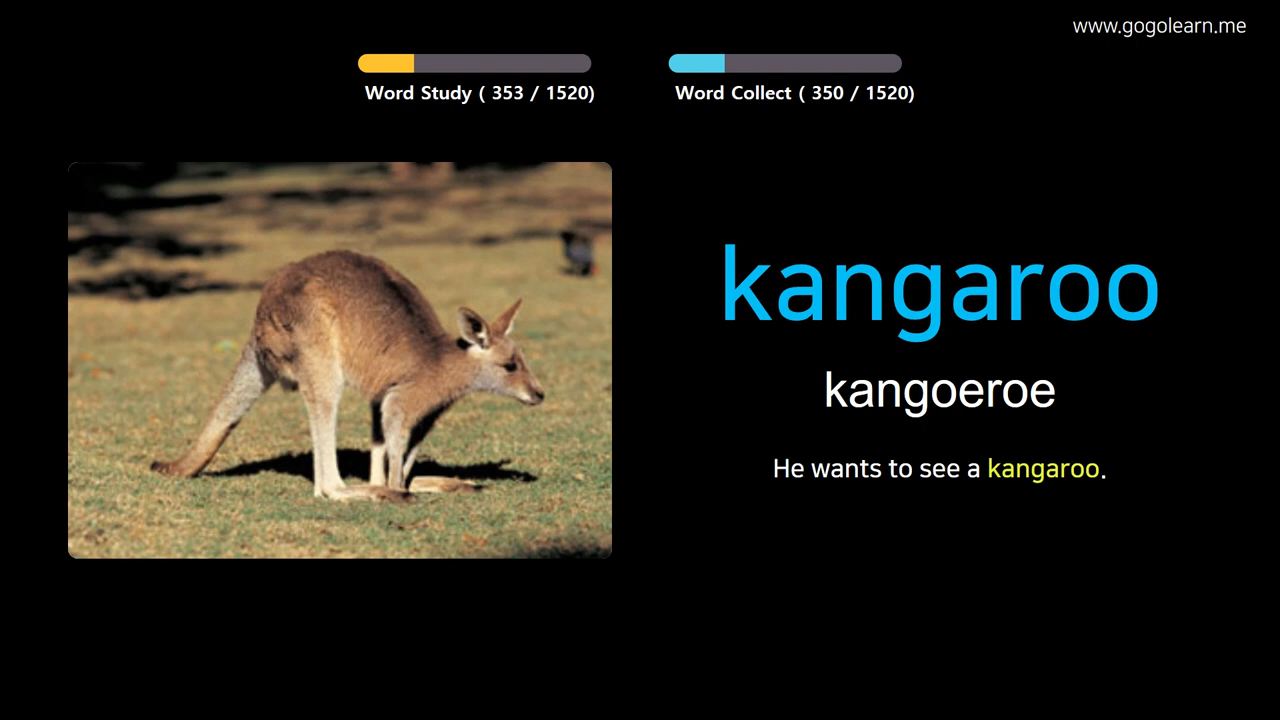 www.gogolearn.me
Word Study ( 353 / 1520)
Word Collect ( 350 / 1520)
kangaroo
kangoeroe
He wants to see a kangaroo.